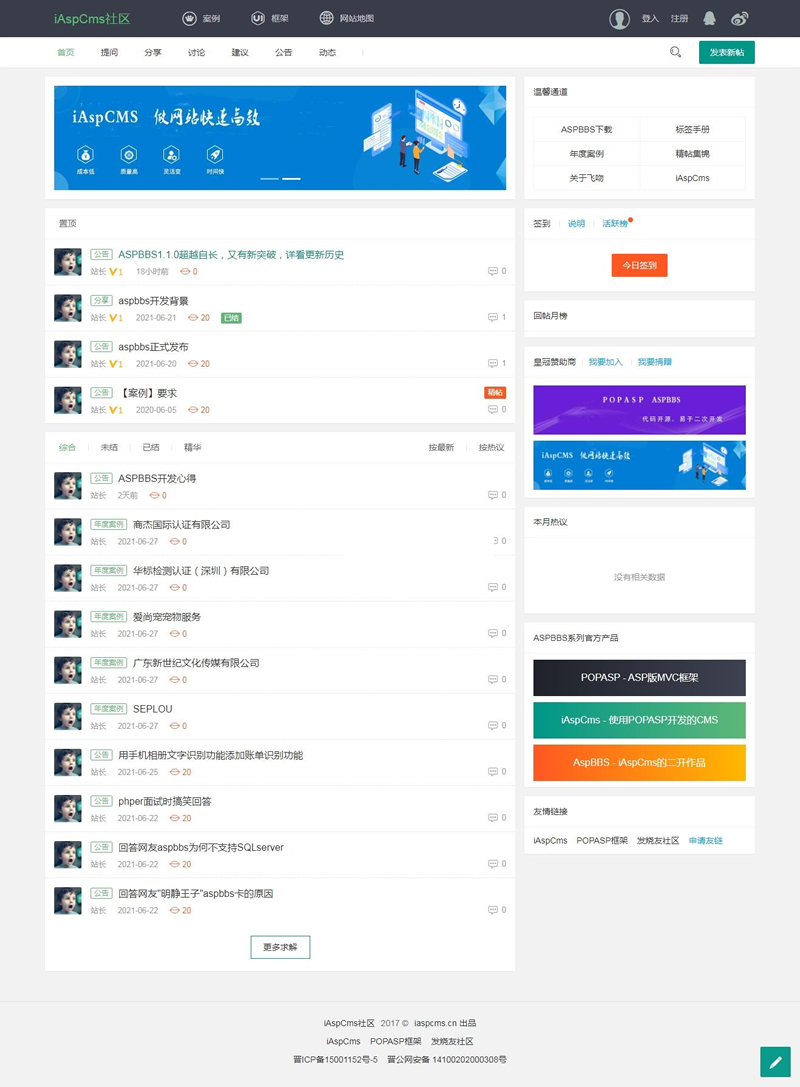 iAspCms社区 案例 框架 网站地图 登入 注册
首页 提问 分享 讨论 建议 公告 动态 发表新帖
iAspCMS 做网站快速高效
成本低 质量高 灵活变 时间快
置顶
公告 ASPBBS1.1.0超越自长，又有新突破，详看更新历史
站长 V1 18小时前 0 0
分享 aspbbs开发背景
站长 V1 2021-06-21 20 已结 1
公告 aspbbs正式发布
站长 V1 2021-06-20 20 1
公告 【案例】要求 精帖
站长 V1 2020-06-05 20 0
综合 未结 已结 精华 按最新 按热议
公告 ASPBBS开发心得
站长 2天前 0 0
年度案例 商杰国际认证有限公司
站长 2021-06-27 0 0
年度案例 华标检测认证（深圳）有限公司
站长 2021-06-27 0 0
年度案例 爱尚宠宠物服务
站长 2021-06-27 0 0
年度案例 广东新世纪文化传媒有限公司
站长 2021-06-27 0 0
年度案例 SEPLOU
站长 2021-06-27 0 0
公告 用手机相册文字识别功能添加账单识别功能
站长 2021-06-25 20 0
公告 phper面试时搞笑回答
站长 2021-06-22 20 0
公告 回答网友aspbbs为何不支持SQLserver
站长 2021-06-22 20 0
公告 回答网友"明静王子"aspbbs卡的原因
站长 2021-06-22 20 0
更多求解
温馨通道
ASPBBS下载 标签手册
年度案例 精帖集锦
关于飞吻 iAspCms
签到 说明 活跃榜
今日签到
回帖月榜
皇冠赞助商 我要加入 我要捐赠
POPASP ASPBBS
代码开源，易于二次开发
iAspCMS 做网站快速高效
本月热议
没有相关数据
ASPBBS系列官方产品
POPASP - ASP版MVC框架
iAspCms - 使用POPASP开发的CMS
AspBBS - iAspCms的二开作品
友情链接
iAspCms POPASP框架 发烧友社区 申请友链
iAspCms社区 2017 © iaspcms.cn 出品
iAspCms POPASP框架 发烧友社区
晋ICP备15001152号-5 晋公网安备 14100202000308号